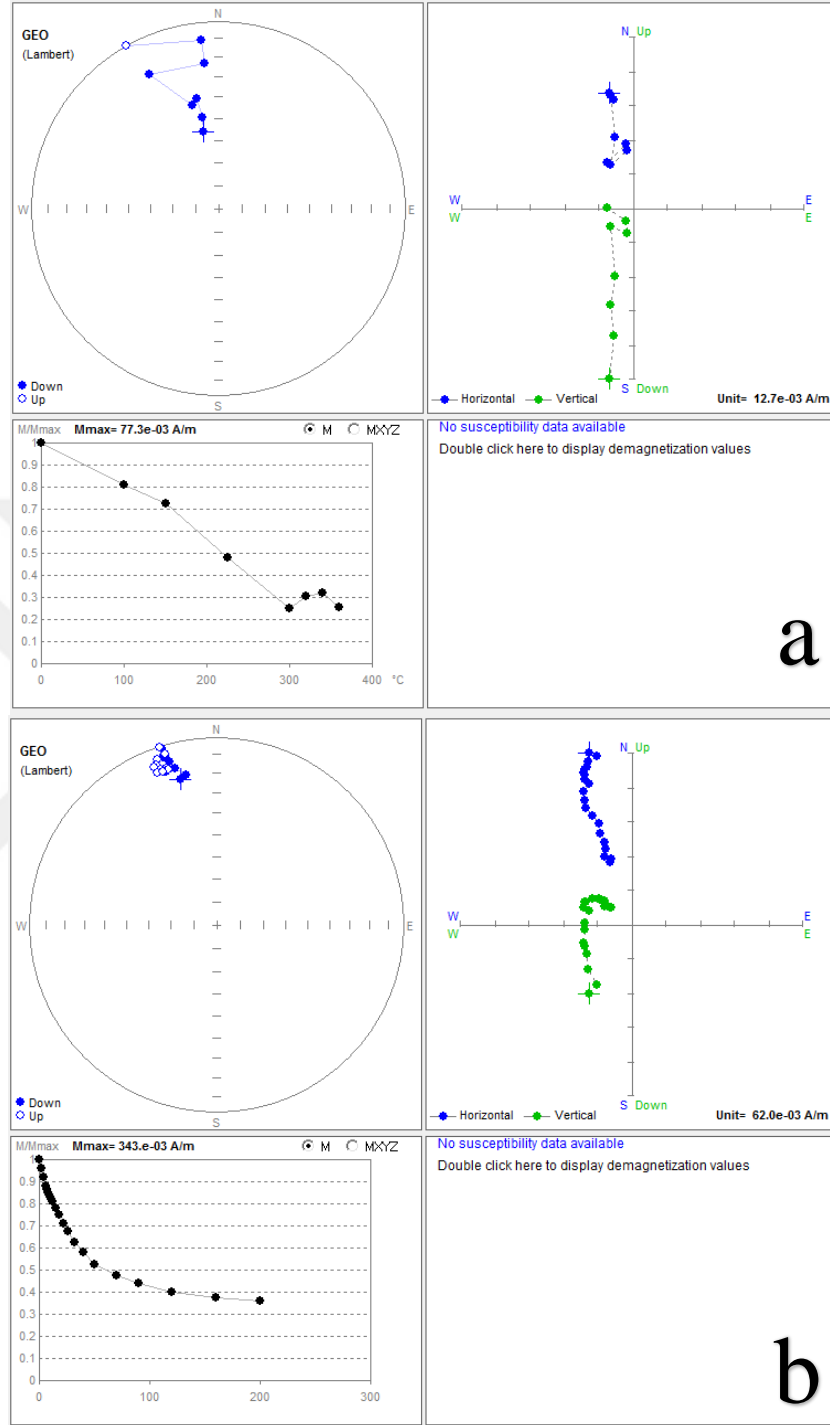 N
GEO
(Lambert)
W
E
Down
Up
S
N Up
W
E
W
E
S Down
Horizontal
Vertical
Unit= 12.7e-03 A/m
M/Mmax
Mmax= 77.3e-03 A/m
M
MXYZ
1
0.9
0.8
0.7
0.6
0.5
0.4
0.3
0.2
0.1
0
0
100
200
300
400
°C
No susceptibility data available
Double click here to display demagnetization values
a
N
GEO
(Lambert)
W
E
Down
Up
S
N Up
W
E
W
E
S Down
Horizontal
Vertical
Unit= 62.0e-03 A/m
M/Mmax
Mmax= 343.e-03 A/m
M
MXYZ
1
0.9
0.8
0.7
0.6
0.5
0.4
0.3
0.2
0.1
0
0
100
200
300
No susceptibility data available
Double click here to display demagnetization values
b